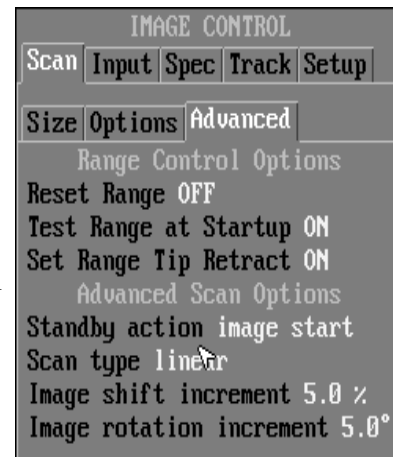 IMAGE CONTROL
Scan Input Spec Track Setup
Size Options Advanced
Range Control Options
Reset Range OFF
Test Range at Startup ON
Set Range Tip Retract ON
Advanced Scan Options
Standby action image start
Scan type linear
Image shift increment 5.0 %
Image rotation increment 5.0°